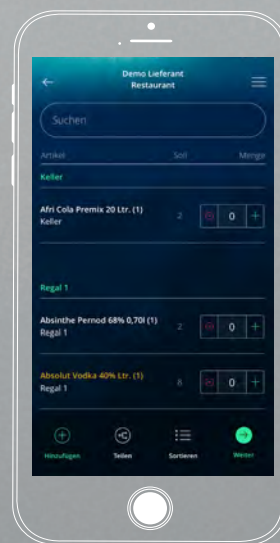 Demo Lieferant
Restaurant
Suchen
Artikel Soll Menge
Keller
Afri Cola Premix 20 Ltr. (1) 2 0
Keller
Regal 1
Absinthe Pernod 68% 0,70l (1) 2 0
Regal 1
Absolut Vodka 40% Ltr. (1) 8 0
Regal 1
Hinzufügen Teilen Sortieren Weiter